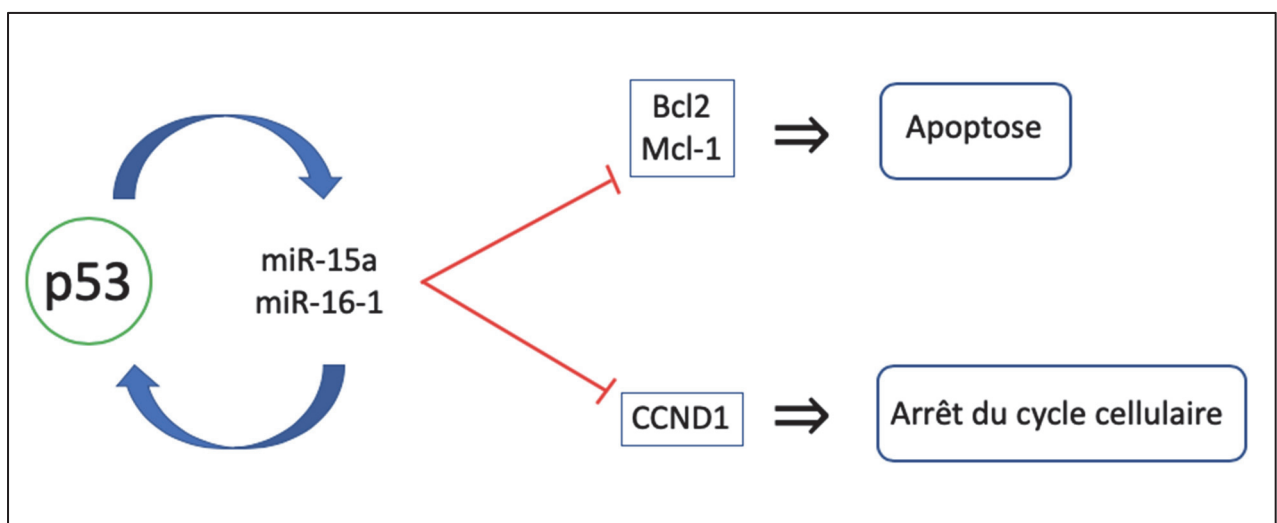 p53
miR-15a
miR-16-1
Bcl2
Mcl-1
Apoptose
CCND1
Arrêt du cycle cellulaire